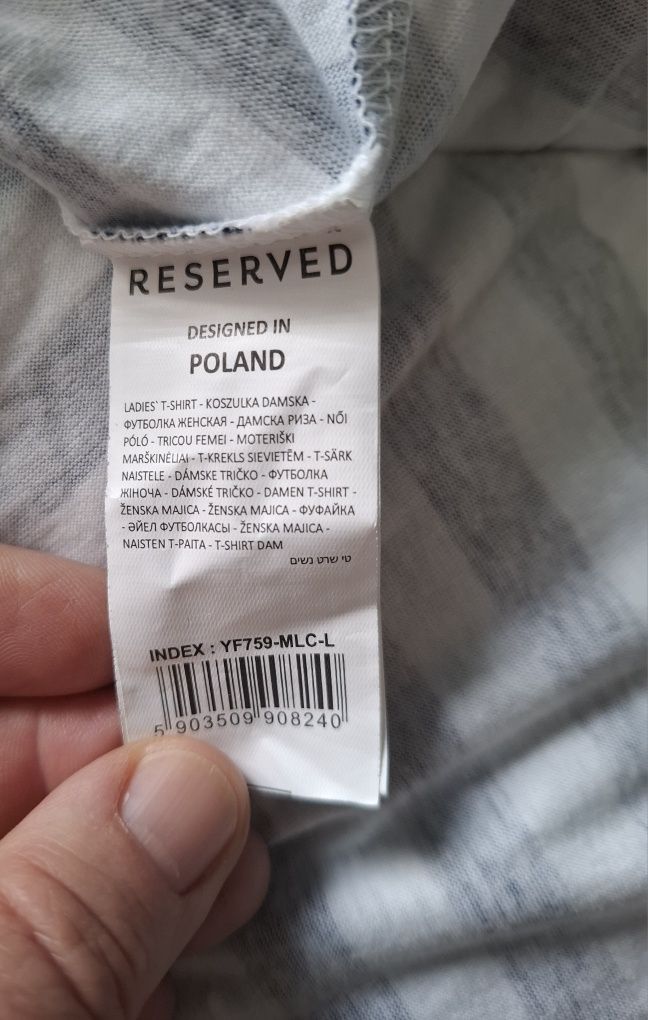 RESERVED
DESIGNED IN
POLAND
LADIES` T-SHIRT - KOSZULKA DAMSKA -
ФУТБОЛКА ЖЕНСКАЯ - ДАМСКА РИЗА - NŐI
PÓLÓ - TRICOU FEMEI - MOTERIŠKI
MARŠKINĖLIAI - T-KREKLS SIEVIETĒM - T-SÄRK
NAISTELE - DÁMSKE TRIČKO - ФУТБОЛКА
ЖІНОЧА - DÁMSKÉ TRIČKO - DAMEN T-SHIRT -
ŽENSKA MAJICA - ŽENSKA MAJICA - ФУФАЙКА
- ӘЙЕЛ ФУТБОЛКАСЫ - ŽENSKA MAJICA -
NAISTEN T-PAITA - T-SHIRT DAM
טי שרט נשים
INDEX : YF759-MLC-L
5 903509 908240